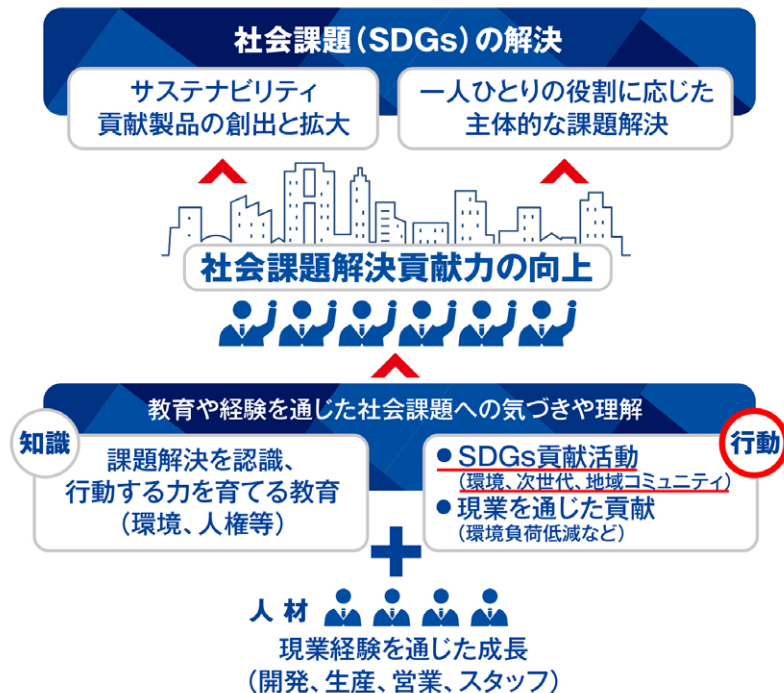 社会課題(SDGs)の解決
サステナビリティ
貢献製品の創出と拡大
一人ひとりの役割に応じた
主体的な課題解決
社会課題解決貢献力の向上
教育や経験を通じた社会課題への気づきや理解
知識
課題解決を認識、
行動する力を育てる教育
(環境、人権等)
行動
●SDGs貢献活動
(環境、次世代、地域コミュニティ)
●現業を通じた貢献
(環境負荷低減など)
人材
現業経験を通じた成長
(開発、生産、営業、スタッフ)